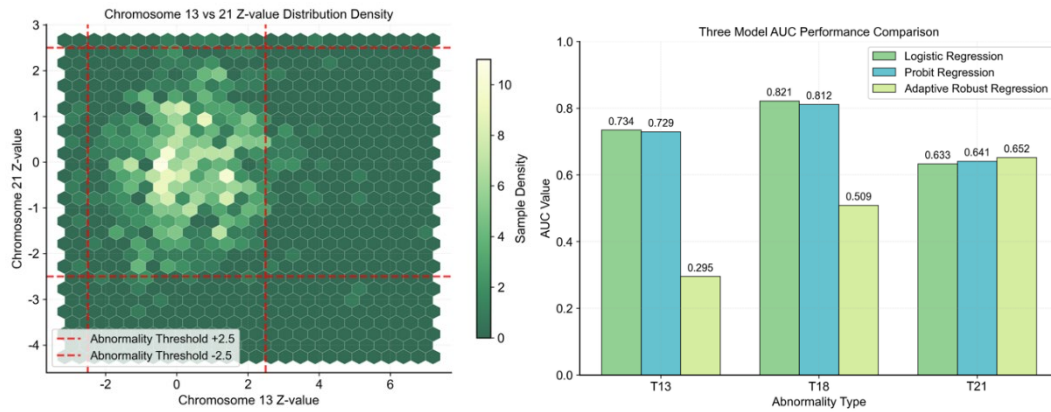 Chromosome 13 vs 21 Z-value Distribution Density
3
2
1
0
-1
-2
-3
-4
Chromosome 21 Z-value
-2
0
2
4
6
Chromosome 13 Z-value
Abnormality Threshold +2.5
Abnormality Threshold -2.5
10
8
6
4
2
0
Sample Density
Three Model AUC Performance Comparison
1.0
0.8
0.6
0.4
0.2
0.0
AUC Value
Logistic Regression
Probit Regression
Adaptive Robust Regression
0.734
0.729
0.295
0.821
0.812
0.509
0.633
0.641
0.652
T13
T18
T21
Abnormality Type